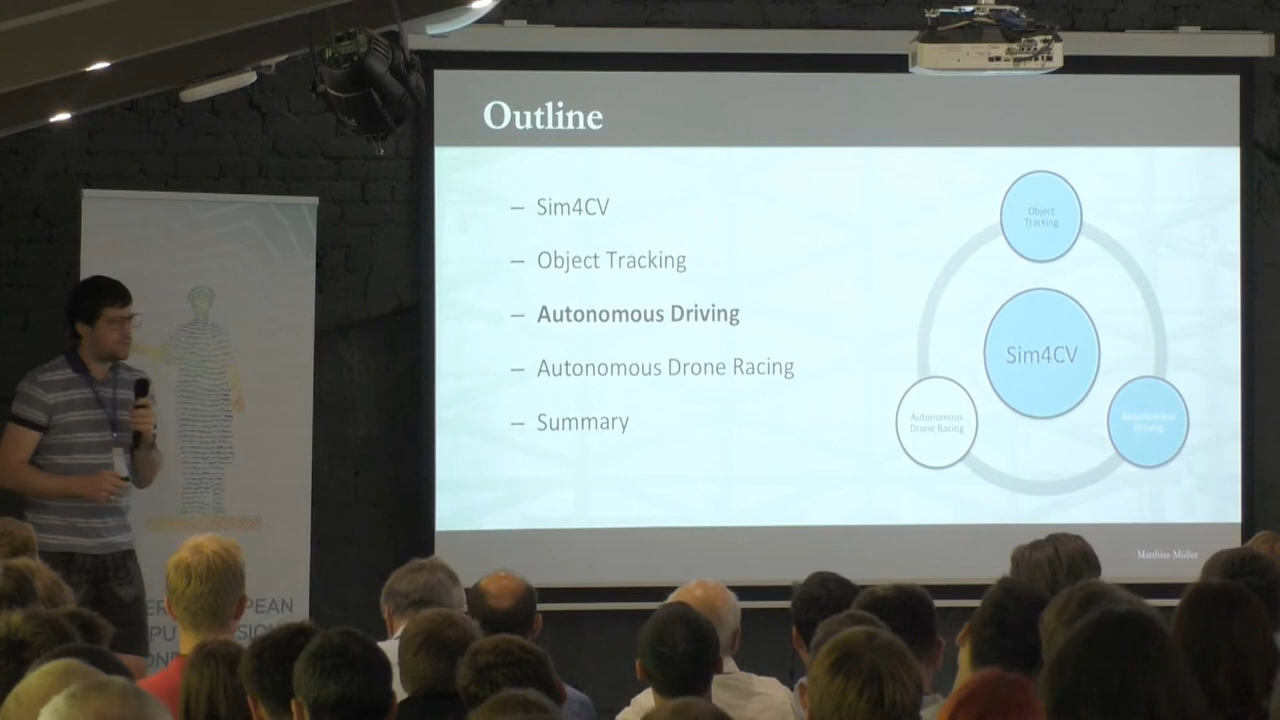 Outline
– Sim4CV
– Object Tracking
– Autonomous Driving
– Autonomous Drone Racing
– Summary
Object
Tracking
Sim4CV
Autonomous
Drone Racing
Autonomous
Driving
Matthias Müller
PEAN